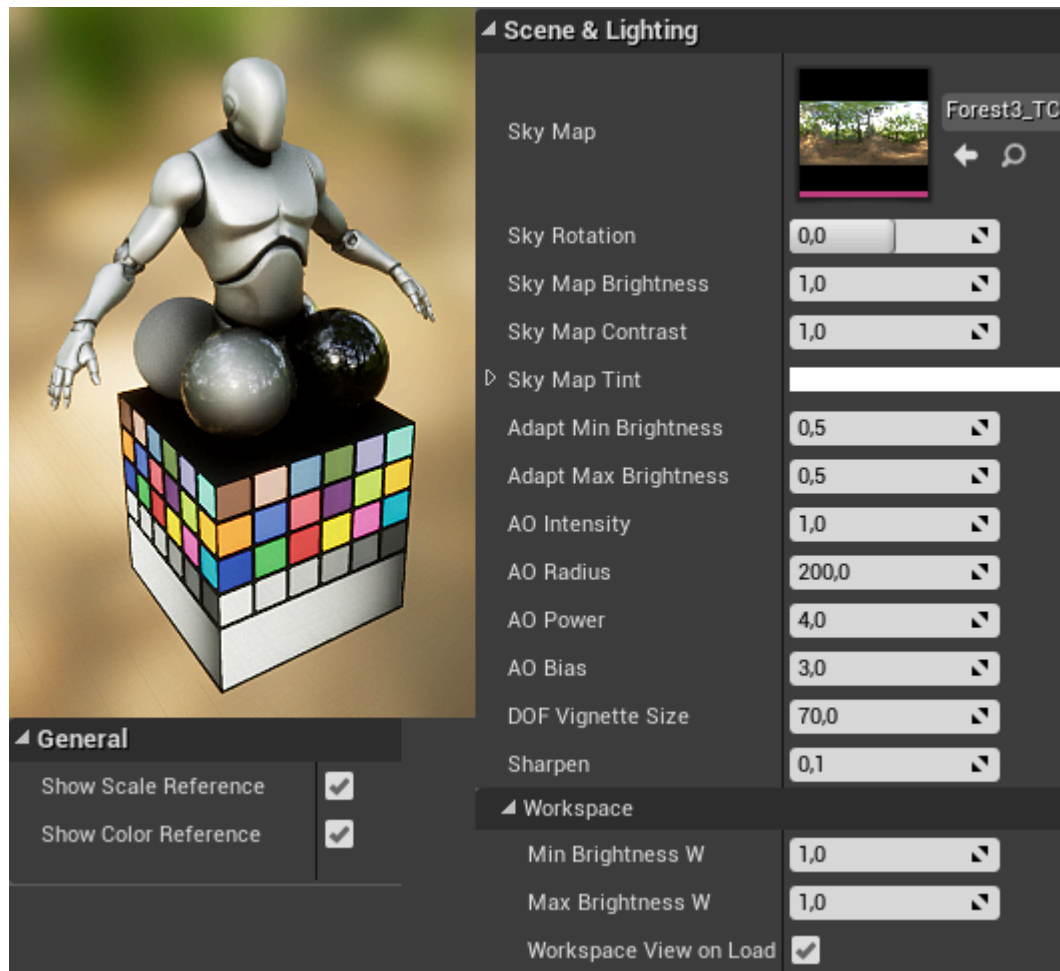 Scene & Lighting
Sky Map
Forest3_TC
Sky Rotation 0,0
Sky Map Brightness 1,0
Sky Map Contrast 1,0
Sky Map Tint
Adapt Min Brightness 0,5
Adapt Max Brightness 0,5
AO Intensity 1,0
AO Radius 200,0
AO Power 4,0
AO Bias 3,0
DOF Vignette Size 70,0
Sharpen 0,1
Workspace
Min Brightness W 1,0
Max Brightness W 1,0
Workspace View on Load
General
Show Scale Reference
Show Color Reference